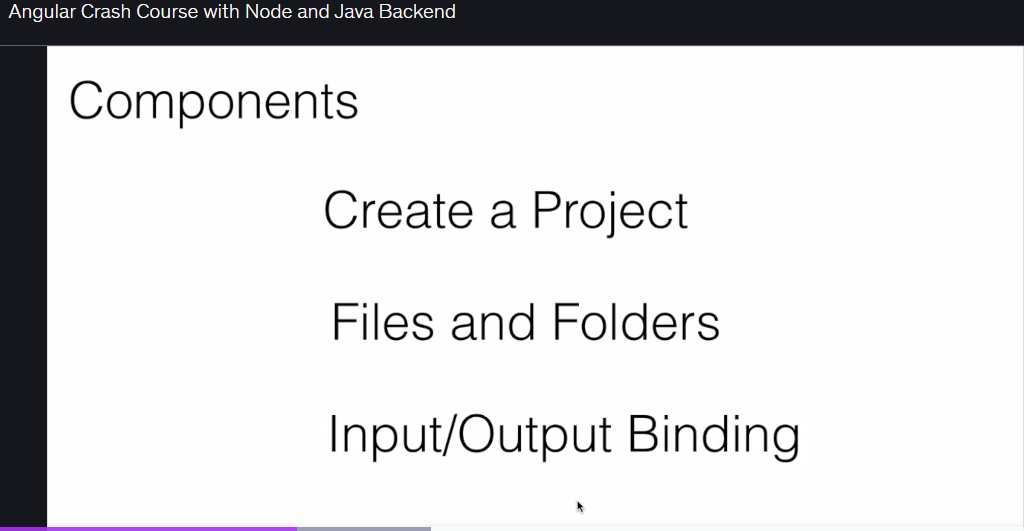 Angular Crash Course with Node and Java Backend
Components
Create a Project
Files and Folders
Input/Output Binding